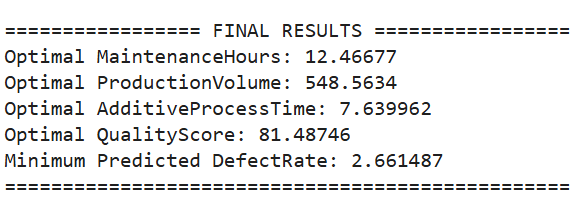 ================= FINAL RESULTS =================
Optimal MaintenanceHours: 12.46677
Optimal ProductionVolume: 548.5634
Optimal AdditiveProcessTime: 7.639962
Optimal QualityScore: 81.48746
Minimum Predicted DefectRate: 2.661487
=================================================